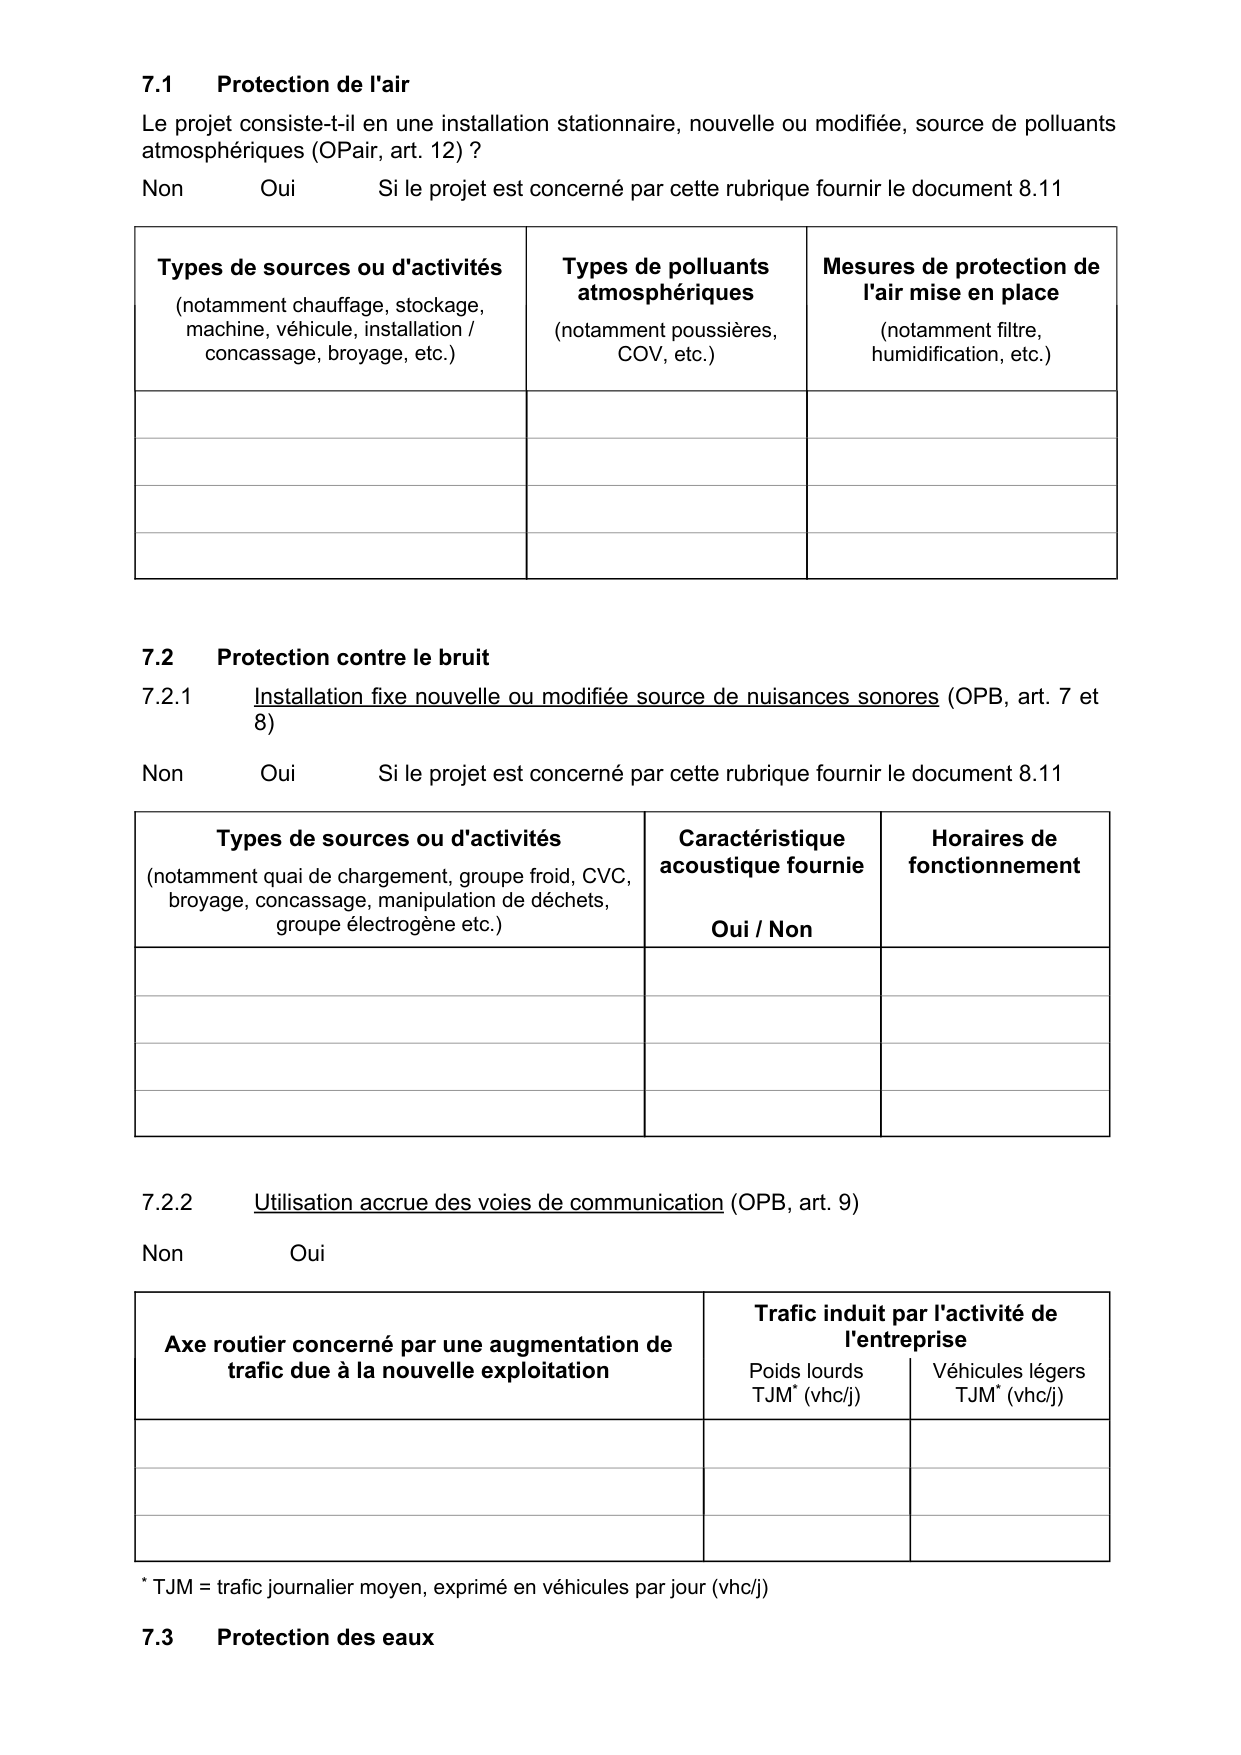 7.1 Protection de l'air
Le projet consiste-t-il en une installation stationnaire, nouvelle ou modifiée, source de polluants
atmosphériques (OPair, art. 12) ?
Non Oui Si le projet est concerné par cette rubrique fournir le document 8.11
Types de sources ou d'activités
(notamment chauffage, stockage,
machine, véhicule, installation /
concassage, broyage, etc.)
Types de polluants
atmosphériques
(notamment poussières,
COV, etc.)
Mesures de protection de
l'air mise en place
(notamment filtre,
humidification, etc.)
7.2 Protection contre le bruit
7.2.1 Installation fixe nouvelle ou modifiée source de nuisances sonores (OPB, art. 7 et
8)
Non Oui Si le projet est concerné par cette rubrique fournir le document 8.11
Types de sources ou d'activités
(notamment quai de chargement, groupe froid, CVC,
broyage, concassage, manipulation de déchets,
groupe électrogène etc.)
Caractéristique
acoustique fournie
Oui / Non
Horaires de
fonctionnement
7.2.2 Utilisation accrue des voies de communication (OPB, art. 9)
Non Oui
Axe routier concerné par une augmentation de
trafic due à la nouvelle exploitation
Trafic induit par l'activité de
l'entreprise
Poids lourds
TJM* (vhc/j)
Véhicules légers
TJM* (vhc/j)
* TJM = trafic journalier moyen, exprimé en véhicules par jour (vhc/j)
7.3 Protection des eaux